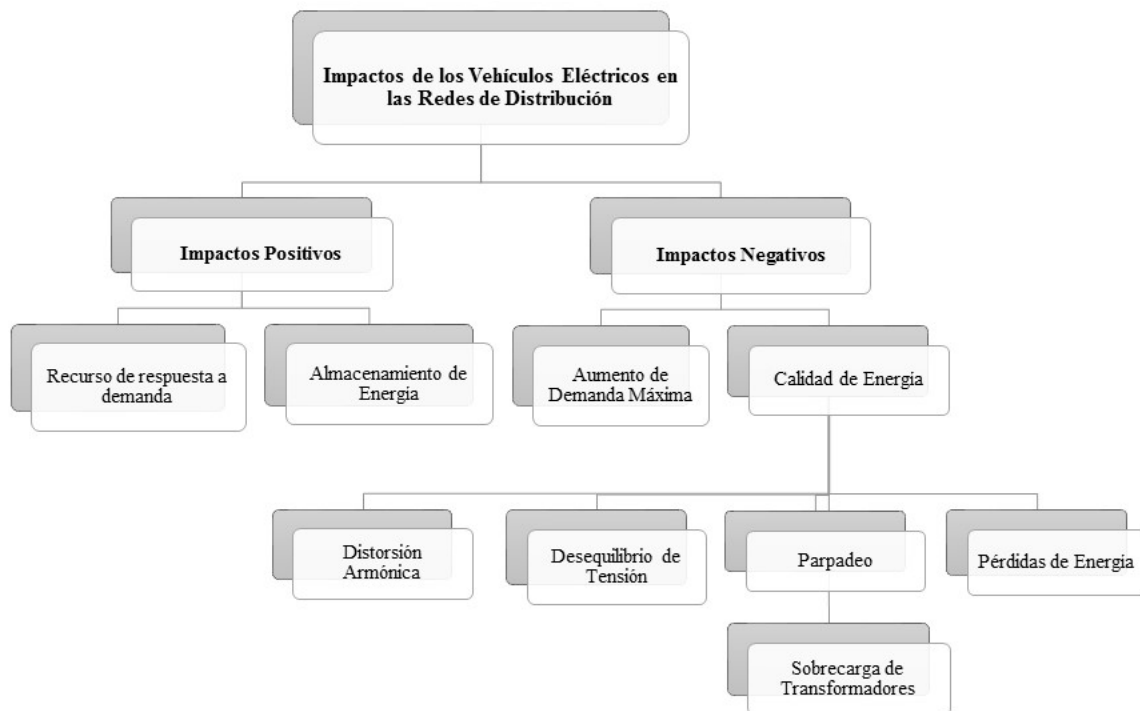 Impactos de los Vehículos Eléctricos en
las Redes de Distribución
Impactos Positivos
Impactos Negativos
Recurso de respuesta a
demanda
Almacenamiento de
Energía
Aumento de
Demanda Máxima
Calidad de Energía
Distorsión
Armónica
Desequilibrio de
Tensión
Parpadeo
Pérdidas de Energía
Sobrecarga de
Transformadores